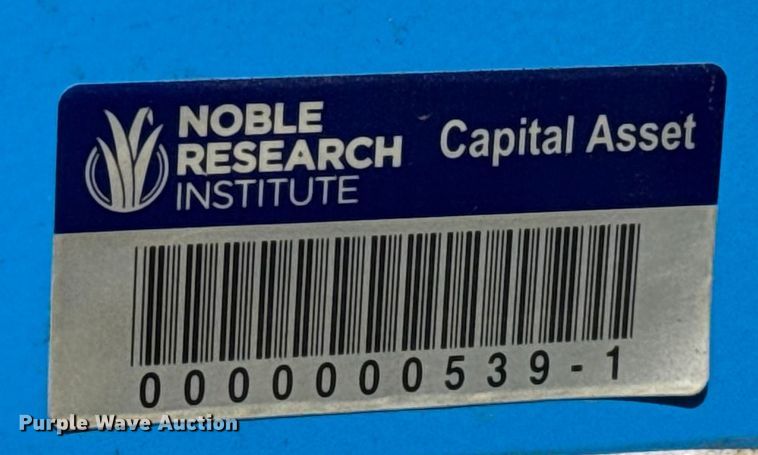 NOBLE
RESEARCH
INSTITUTE
Capital Asset
0000000539-1
Purple Wave Auction